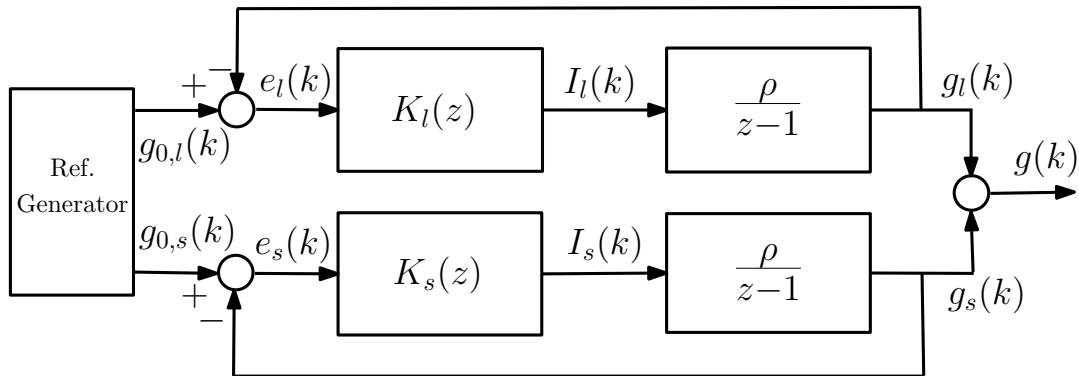 Ref.
Generator
+
−
g_{0,l}(k)
e_l(k)
K_l(z)
I_l(k)
ρ
z−1
g_l(k)
g(k)
g_{0,s}(k)
+
−
e_s(k)
K_s(z)
I_s(k)
ρ
z−1
g_s(k)